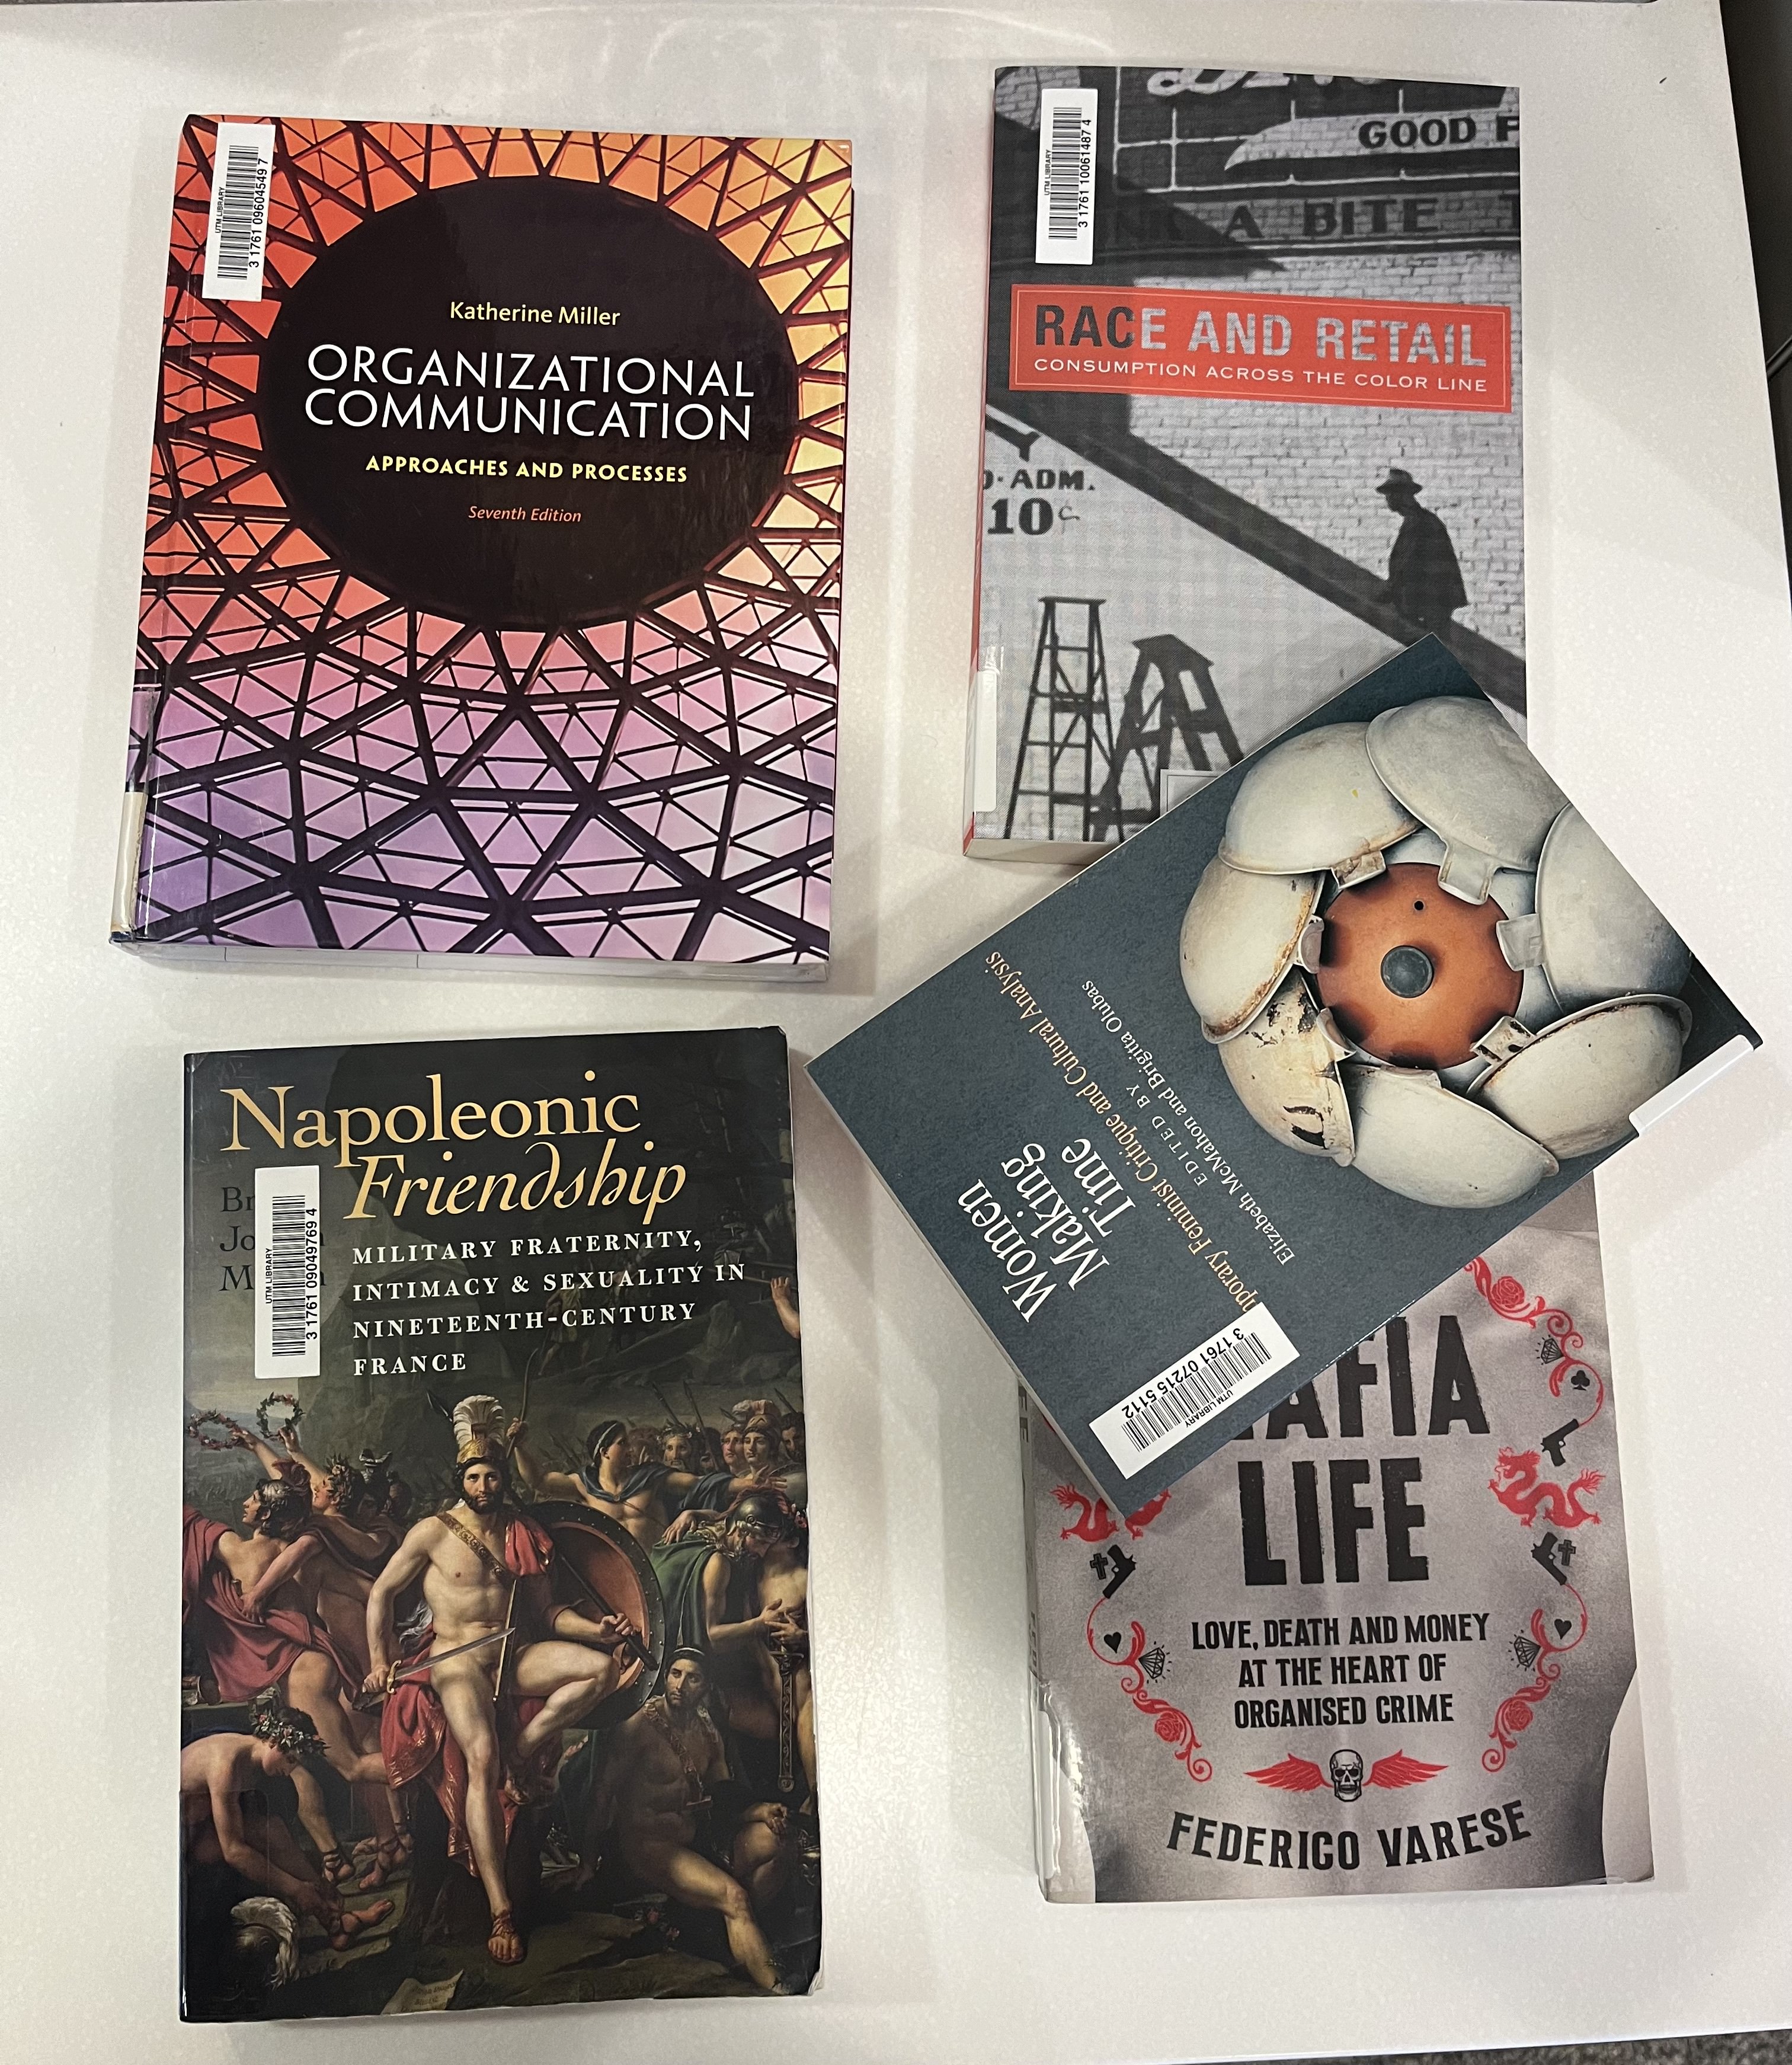 UTM LIBRARY
3 1761 09604549 7
Katherine Miller
ORGANIZATIONAL
COMMUNICATION
APPROACHES AND PROCESSES
Seventh Edition
UTM LIBRARY
3 1761 10061487 4
GOOD F
A BITE
RACE AND RETAIL
CONSUMPTION ACROSS THE COLOR LINE
ADM.
10¢
Women
Making
Time
Feminist Critique and Cultural Analysis
EDITED BY
Elizabeth McMahon and Brigitta Olubas
UTM LIBRARY
3 1761 07215 5112
Napoleonic
Friendship
MILITARY FRATERNITY,
INTIMACY & SEXUALITY IN
NINETEENTH-CENTURY
FRANCE
UTM LIBRARY
3 1761 09049769 4
AFIA
LIFE
LOVE, DEATH AND MONEY
AT THE HEART OF
ORGANISED CRIME
FEDERICO VARESE